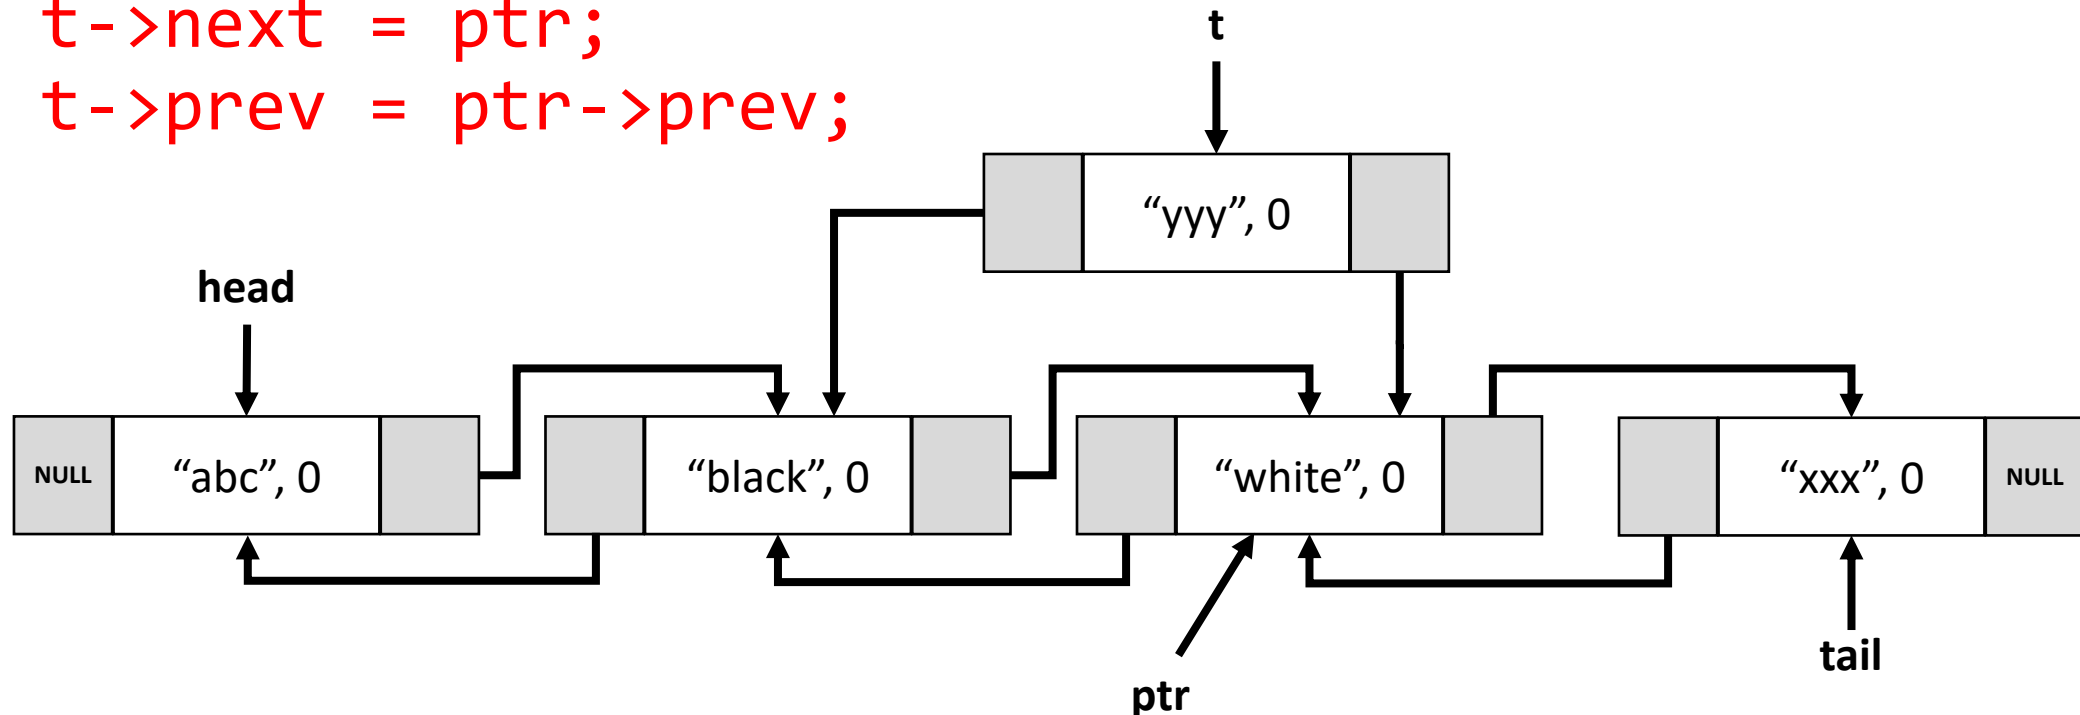 t->next = ptr;
t->prev = ptr->prev;
t
“yyy”, 0
head
NULL
“abc”, 0
“black”, 0
“white”, 0
“xxx”, 0
NULL
ptr
tail